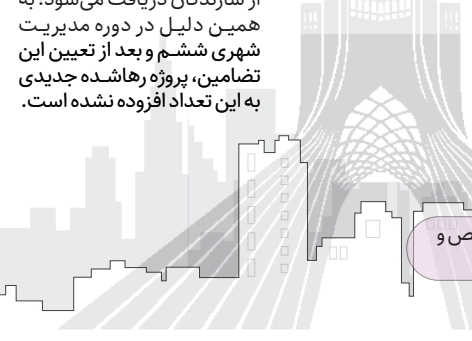 از سازندگان دریافت می‌شود؛ به
همین دلیل در دوره مدیریت
شهری ششم و بعد از تعیین این
تضامین، پروژه رهاشده جدیدی
به این تعداد افزوده نشده است.
ص و